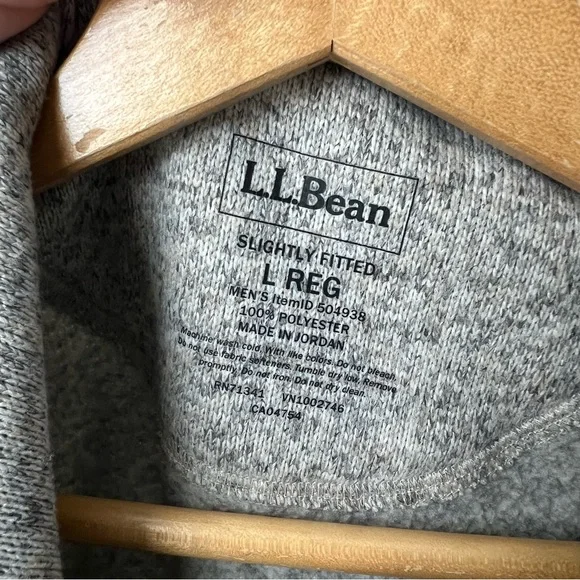 L.L.Bean
SLIGHTLY FITTED
L REG
MEN'S ItemID 504938
100% POLYESTER
MADE IN JORDAN
Machine wash cold. With like colors. Do not bleach.
Do not use fabric softeners. Tumble dry low. Remove
promptly. Do not iron. Do not dry clean.
RN71341 VN1002746
CA04754